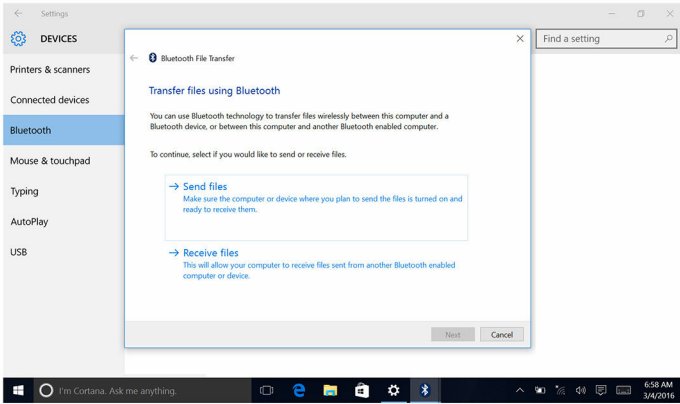 Settings
DEVICES
Find a setting
Printers & scanners
Connected devices
Bluetooth
Mouse & touchpad
Typing
AutoPlay
USB
Bluetooth File Transfer
Transfer files using Bluetooth
You can use Bluetooth technology to transfer files wirelessly between this computer and a
Bluetooth device, or between this computer and another Bluetooth enabled computer.
To continue, select if you would like to send or receive files.
Send files
Make sure the computer or device where you plan to send the files is turned on and
ready to receive them.
Receive files
This will allow your computer to receive files sent from another Bluetooth enabled
computer or device.
Next
Cancel
I'm Cortana. Ask me anything.
6:58 AM
3/4/2016